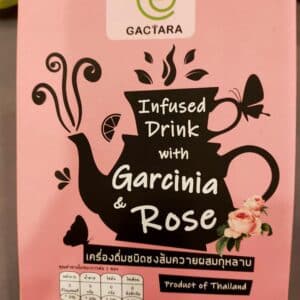 GACTARA
Infused
Drink
with
Garcinia
& Rose
เครื่องดื่มชนิดชงส้มควายผสมกุหลาบ
Product of Thailand